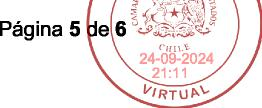 Página 5 de 6
CHILE
24-09-2024
21:11
VIRTUAL